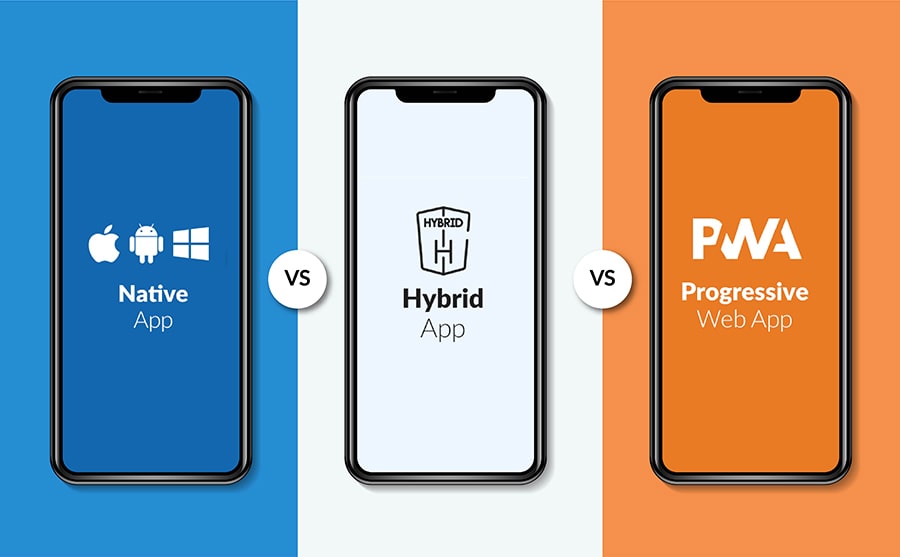 Native
App
VS
HYBRID
H
Hybrid
App
VS
PWA
Progressive
Web App